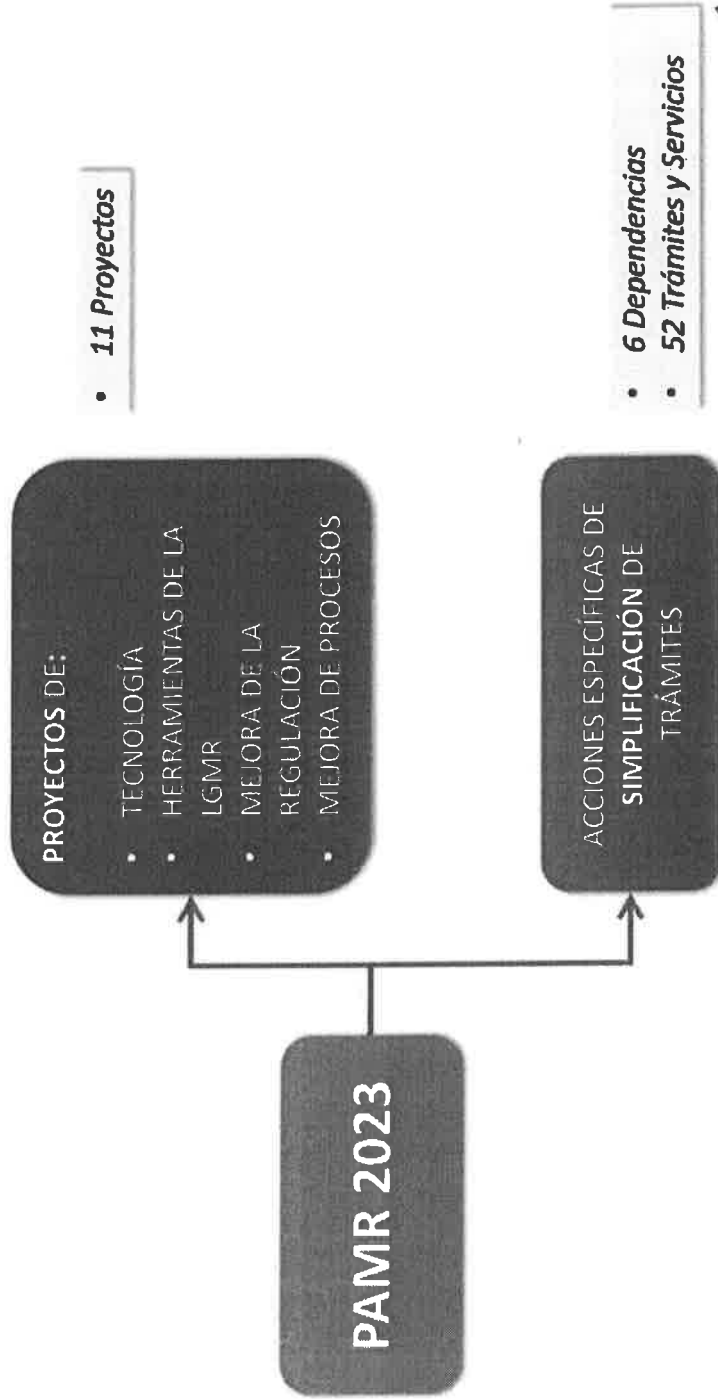 PAMR 2023
PROYECTOS DE:
• TECNOLOGÍA
• HERRAMIENTAS DE LA
LGMR
• MEJORA DE LA
REGULACIÓN
• MEJORA DE PROCESOS
• 11 Proyectos
ACCIONES ESPECÍFICAS DE
SIMPLIFICACIÓN DE
TRÁMITES
• 6 Dependencias
• 52 Trámites y Servicios